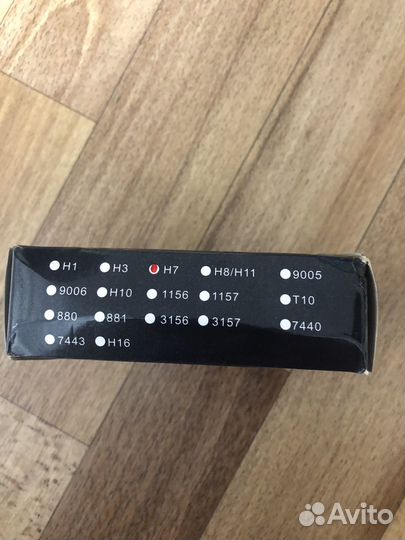 H1 H3 H7 H8/H11 9005
9006 H10 1156 1157 T10
880 881 3156 3157 7440
7443 H16
Avito